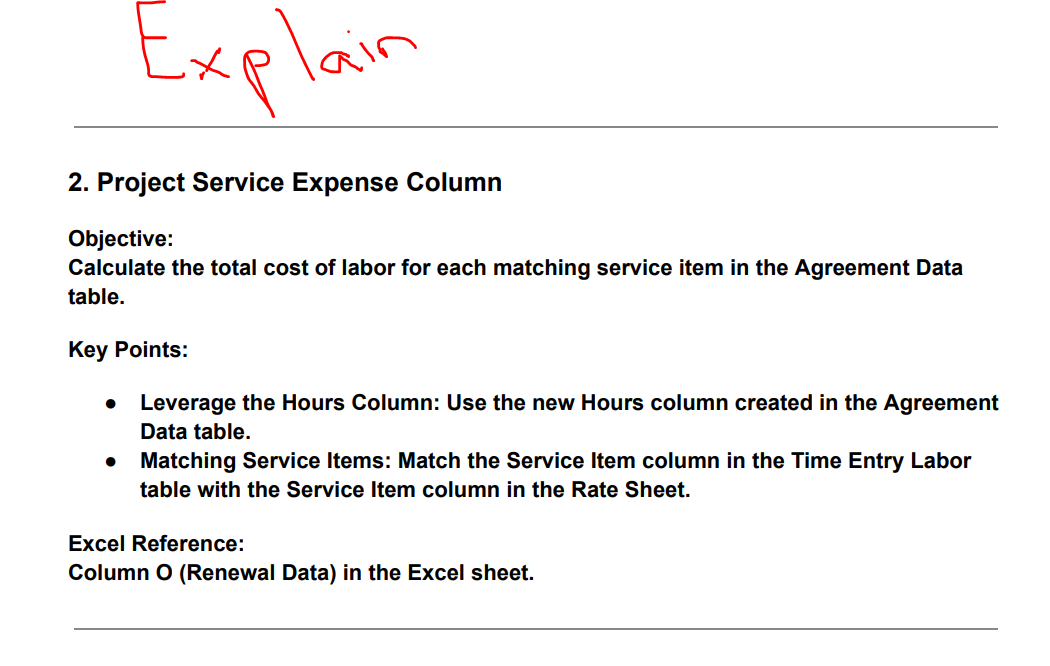 Explain
2. Project Service Expense Column
Objective:
Calculate the total cost of labor for each matching service item in the Agreement Data
table.
Key Points:
● Leverage the Hours Column: Use the new Hours column created in the Agreement
Data table.
● Matching Service Items: Match the Service Item column in the Time Entry Labor
table with the Service Item column in the Rate Sheet.
Excel Reference:
Column O (Renewal Data) in the Excel sheet.